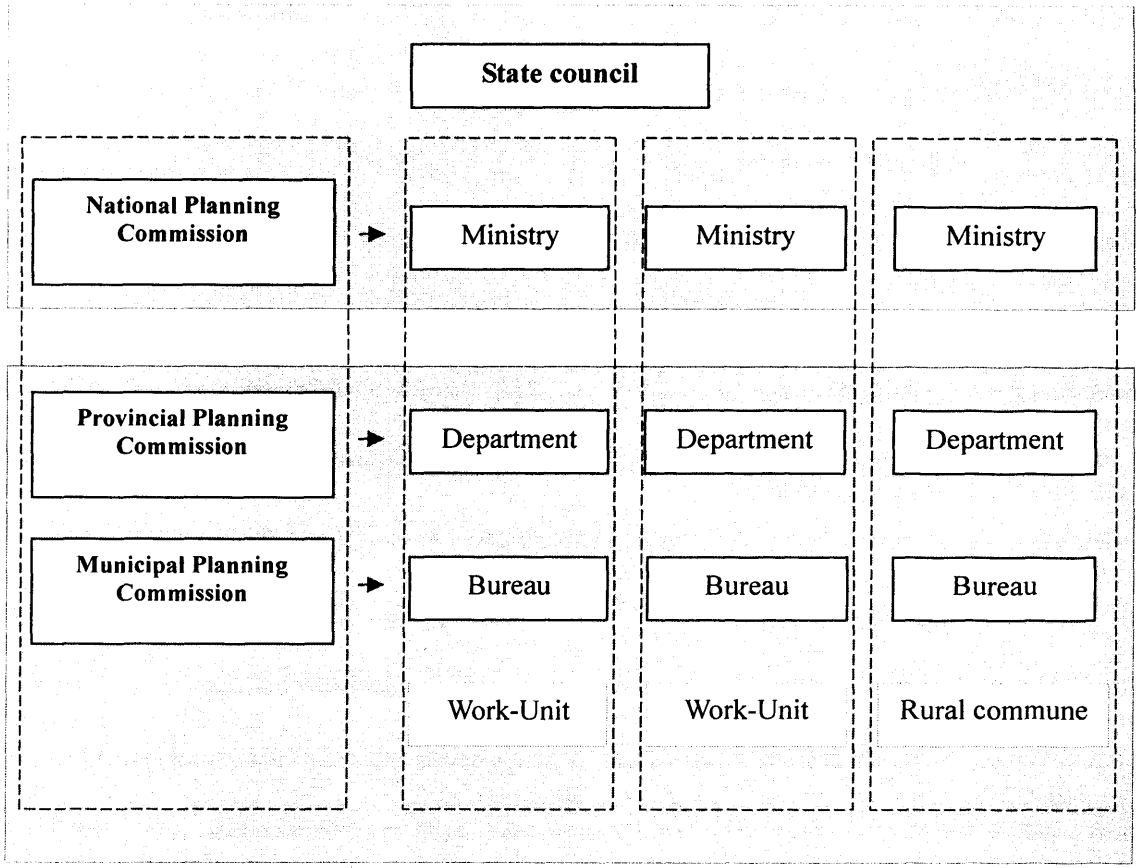 State council
National Planning
Commission
Ministry
Ministry
Ministry
Provincial Planning
Commission
Department
Department
Department
Municipal Planning
Commission
Bureau
Bureau
Bureau
Work-Unit
Work-Unit
Rural commune